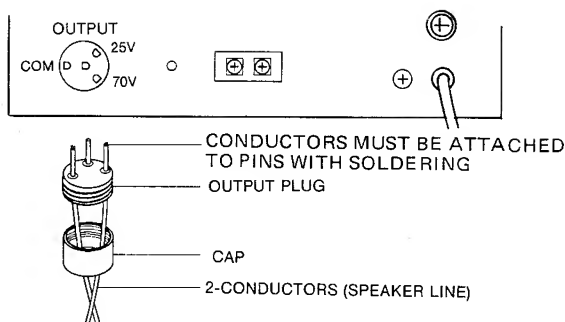 OUTPUT
25V
COM
70V
CONDUCTORS MUST BE ATTACHED
TO PINS WITH SOLDERING
OUTPUT PLUG
CAP
2-CONDUCTORS (SPEAKER LINE)